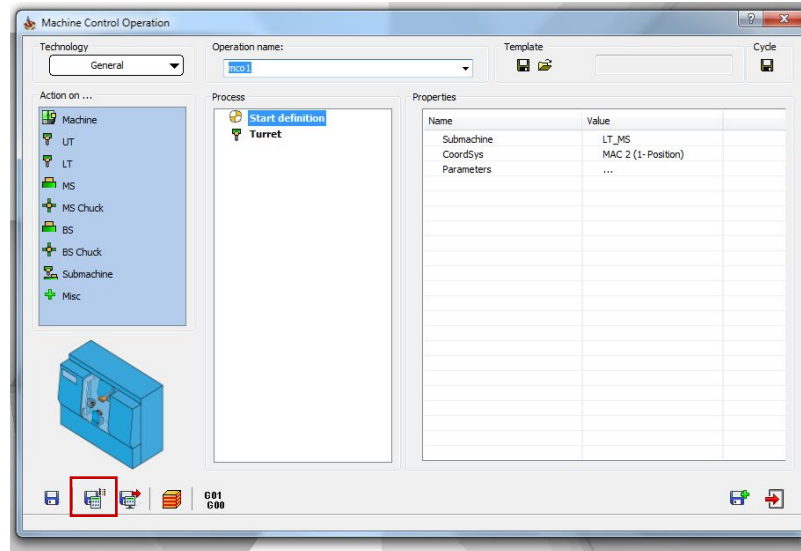 Machine Control Operation
Technology
General
Operation name:
mco1
Template
Cycle
Action on ...
Machine
UT
LT
MS
MS Chuck
BS
BS Chuck
Submachine
Misc
Process
Start definition
Turret
Properties
Name Value
Submachine LT_MS
CoordSys MAC 2 (1- Position)
Parameters ...
G01
G00